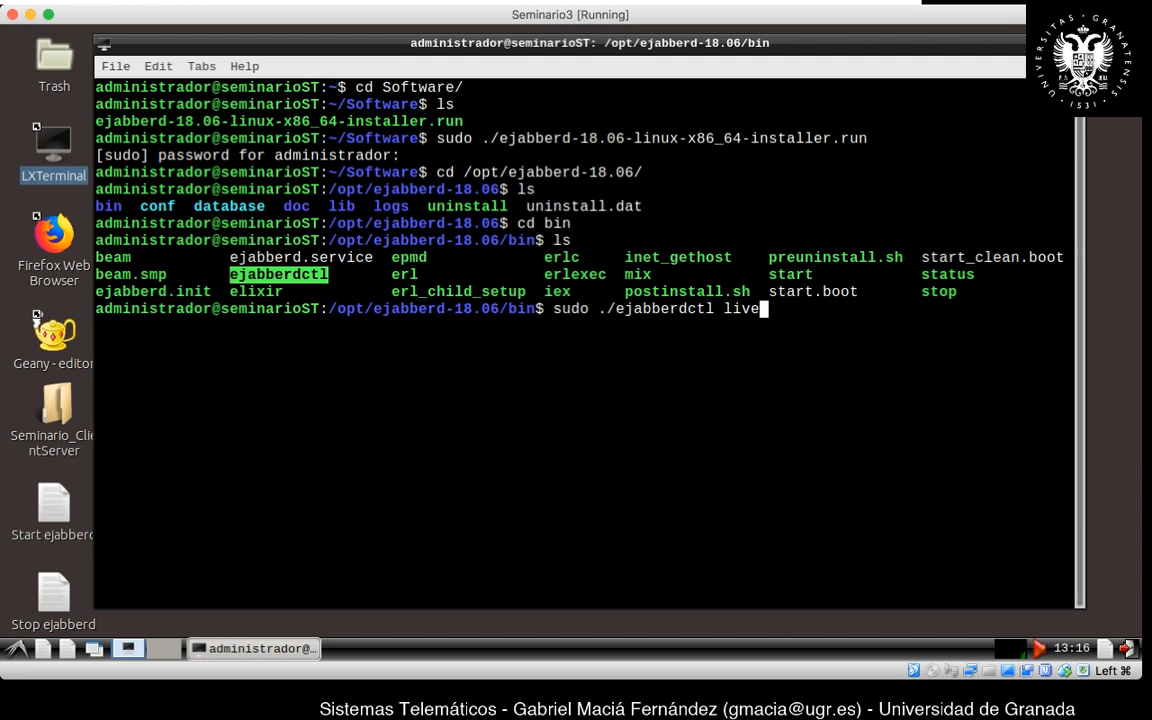 Seminario3 [Running]
administrador@seminarioST: /opt/ejabberd-18.06/bin
File Edit Tabs Help
administrador@seminarioST:~$ cd Software/
administrador@seminarioST:~/Software$ ls
ejabberd-18.06-linux-x86_64-installer.run
administrador@seminarioST:~/Software$ sudo ./ejabberd-18.06-linux-x86_64-installer.run
[sudo] password for administrador:
administrador@seminarioST:~/Software$ cd /opt/ejabberd-18.06/
administrador@seminarioST:/opt/ejabberd-18.06$ ls
bin conf database doc lib logs uninstall uninstall.dat
administrador@seminarioST:/opt/ejabberd-18.06$ cd bin
administrador@seminarioST:/opt/ejabberd-18.06/bin$ ls
beam ejabberd.service epmd erlc inet_gethost preuninstall.sh start_clean.boot
beam.smp ejabberdctl erl erlexec mix start status
ejabberd.init elixir erl_child_setup iex postinstall.sh start.boot stop
administrador@seminarioST:/opt/ejabberd-18.06/bin$ sudo ./ejabberdctl live
Trash
LXTerminal
Firefox Web
Browser
Geany - editor
Seminario_Clie
ntServer
Start ejabberd
Stop ejabberd
administrador@...
13:16
Left ⌘
UNIVERSITAS · GRANATENSIS · 1531 ·
Sistemas Telemáticos - Gabriel Maciá Fernández (gmacia@ugr.es) - Universidad de Granada